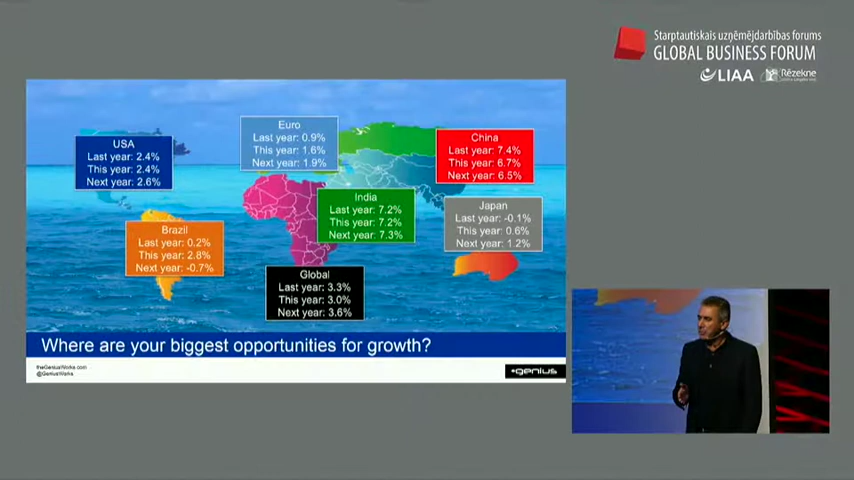 Starptautiskais uzņēmējdarbības forums
GLOBAL BUSINESS FORUM
LIAA
Rēzekne
USA
Last year: 2.4%
This year: 2.4%
Next year: 2.6%
Euro
Last year: 0.9%
This year: 1.6%
Next year: 1.9%
China
Last year: 7.4%
This year: 6.7%
Next year: 6.5%
India
Last year: 7.2%
This year: 7.2%
Next year: 7.3%
Japan
Last year: -0.1%
This year: 0.6%
Next year: 1.2%
Brazil
Last year: 0.2%
This year: 2.8%
Next year: -0.7%
Global
Last year: 3.3%
This year: 3.0%
Next year: 3.6%
Where are your biggest opportunities for growth?
theGeniusWorks.com
@GeniusWorks
genius